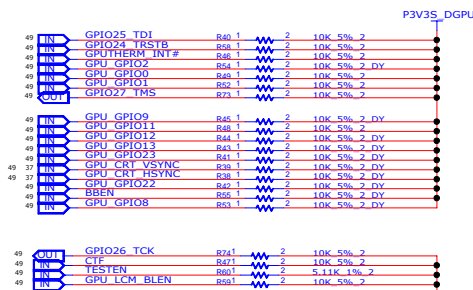 P3V3S_DGPU
49 IN GPIO25_TDI R40 1 2 10K_5%_2
49 IN GPIO24_TRSTB R58 1 2 10K_5%_2
49 IN GPUTHERM_INT# R46 1 2 10K_5%_2
49 IN GPU_GPIO2 R54 1 2 10K_5%_2_DY
49 IN GPU_GPIO0 R49 1 2 10K_5%_2
49 IN GPU_GPIO1 R52 1 2 10K_5%_2
49 OUT GPIO27_TMS R73 1 2 10K_5%_2
49 IN GPU_GPIO9 R45 1 2 10K_5%_2_DY
49 IN GPU_GPIO11 R48 1 2 10K_5%_2
49 IN GPU_GPIO12 R44 1 2 10K_5%_2_DY
49 IN GPU_GPIO13 R43 1 2 10K_5%_2_DY
49 IN GPU_GPIO23 R41 1 2 10K_5%_2_DY
49 37 IN GPU_CRT_VSYNC R39 1 2 10K_5%_2_DY
49 37 IN GPU_CRT_HSYNC R38 1 2 10K_5%_2_DY
49 IN GPU_GPIO22 R42 1 2 10K_5%_2_DY
49 IN BBEN R55 1 2 10K_5%_2_DY
49 IN GPU_GPIO8 R53 1 2 10K_5%_2_DY
49 OUT GPIO26_TCK R74 1 2 10K_5%_2
49 IN CTF R47 1 2 10K_5%_2
49 IN TESTEN R60 1 2 5.11K_1%_2
49 IN GPU_LCM_BLEN R59 1 2 10K_5%_2